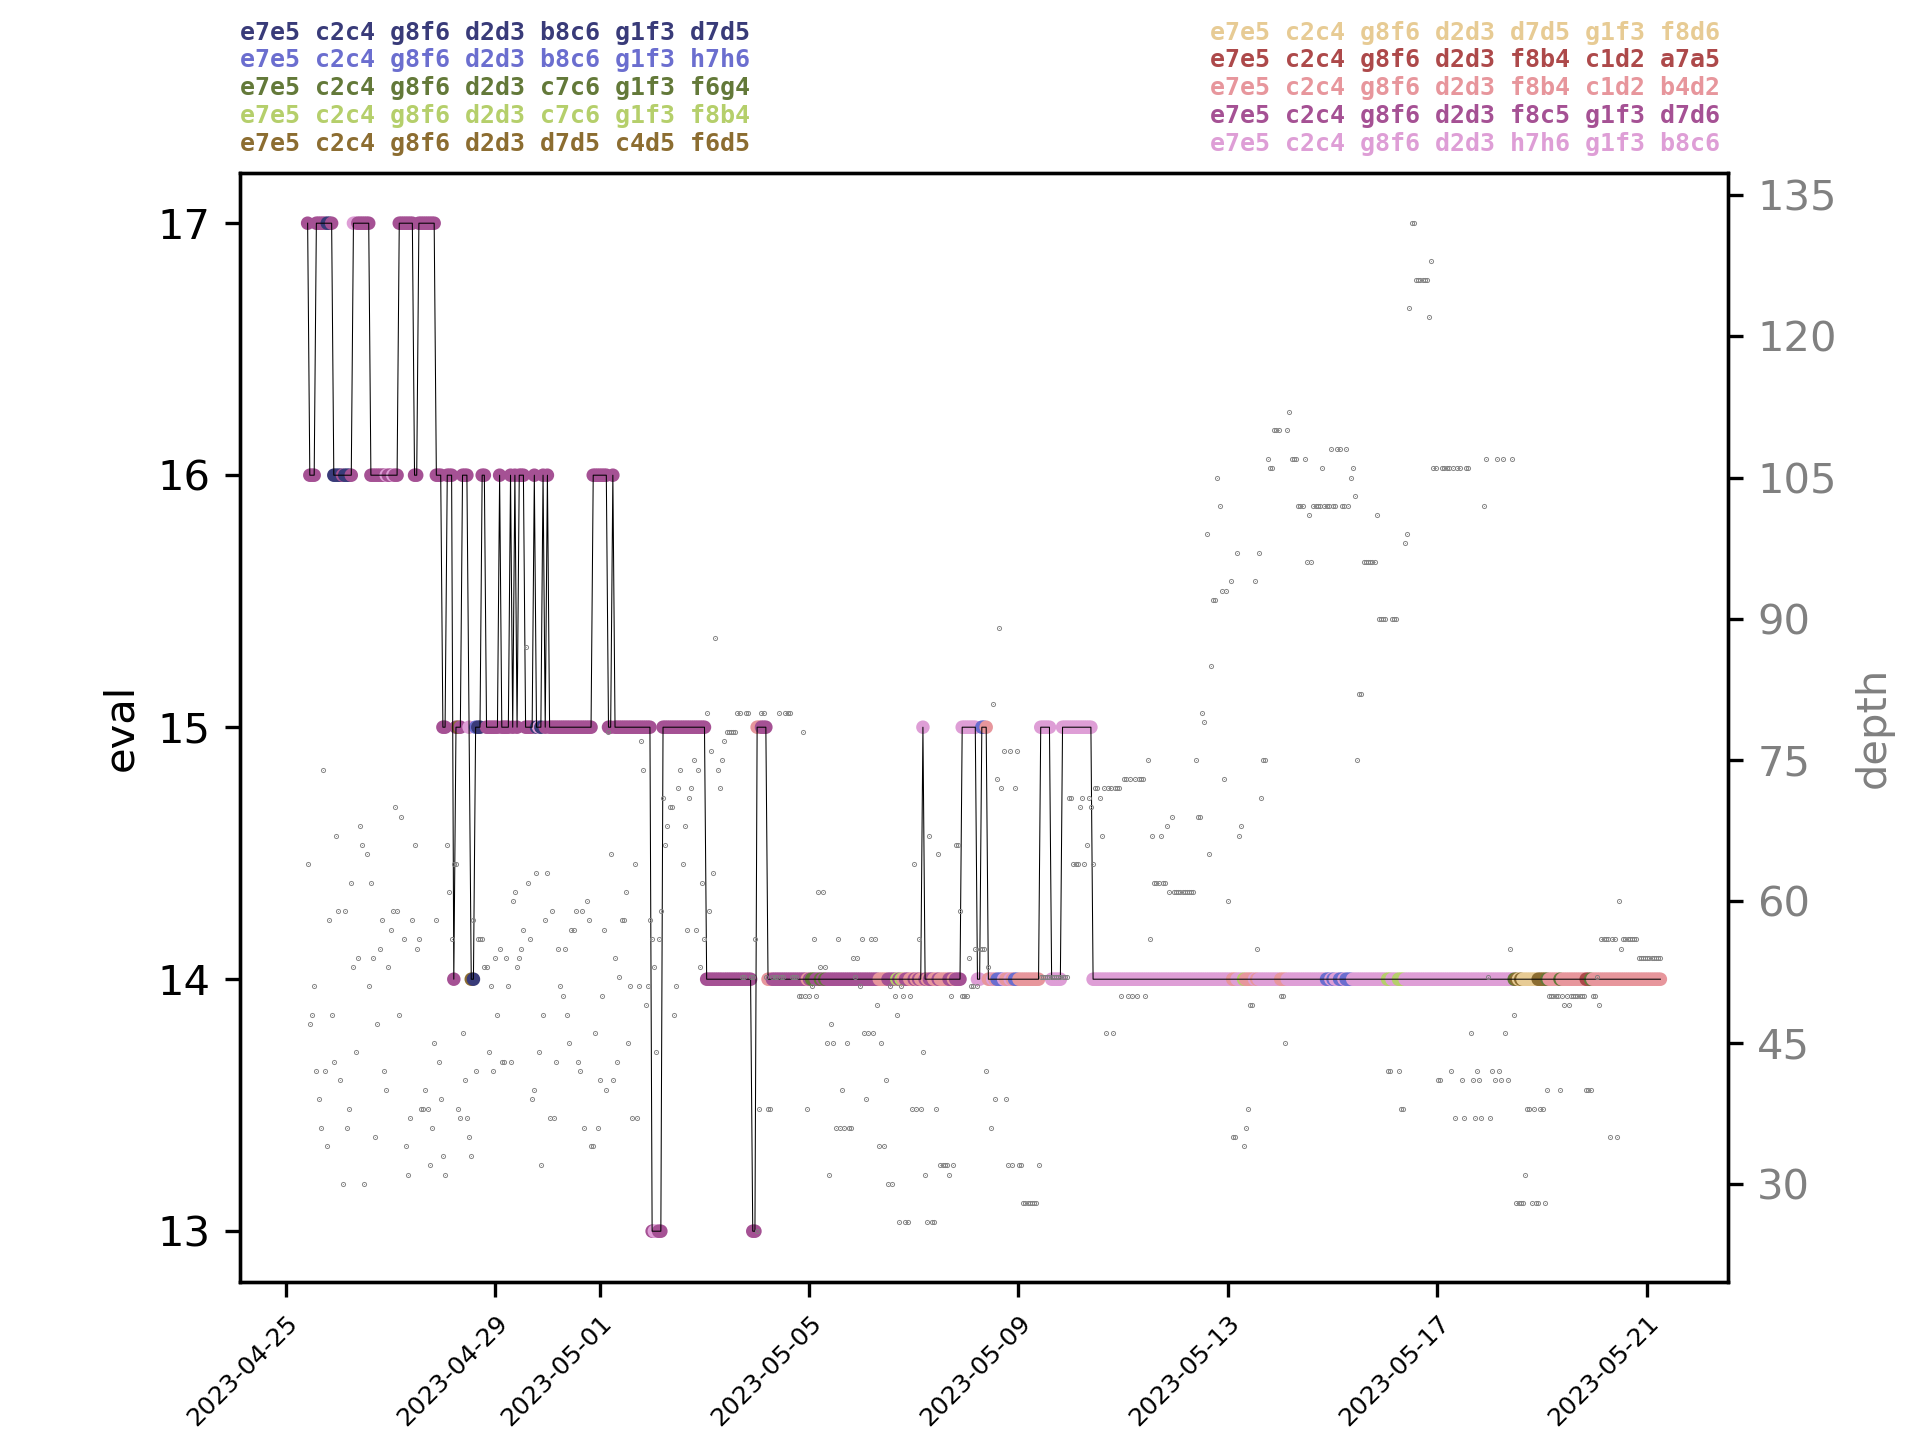 e7e5 c2c4 g8f6 d2d3 b8c6 g1f3 d7d5
e7e5 c2c4 g8f6 d2d3 b8c6 g1f3 h7h6
e7e5 c2c4 g8f6 d2d3 c7c6 g1f3 f6g4
e7e5 c2c4 g8f6 d2d3 c7c6 g1f3 f8b4
e7e5 c2c4 g8f6 d2d3 d7d5 c4d5 f6d5
e7e5 c2c4 g8f6 d2d3 d7d5 g1f3 f8d6
e7e5 c2c4 g8f6 d2d3 f8b4 c1d2 a7a5
e7e5 c2c4 g8f6 d2d3 f8b4 c1d2 b4d2
e7e5 c2c4 g8f6 d2d3 f8c5 g1f3 d7d6
e7e5 c2c4 g8f6 d2d3 h7h6 g1f3 b8c6
eval
17
16
15
14
13
135
120
105
90
75
60
45
30
depth
2023-04-25
2023-04-29
2023-05-01
2023-05-05
2023-05-09
2023-05-13
2023-05-17
2023-05-21